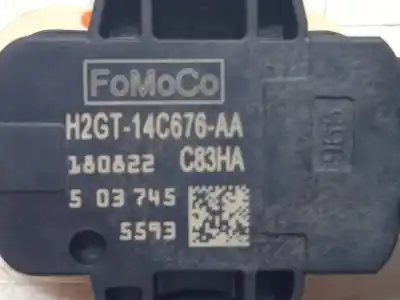 FoMoCo
H2GT-14C676-AA
180822 C83HA
5 03 745
5593